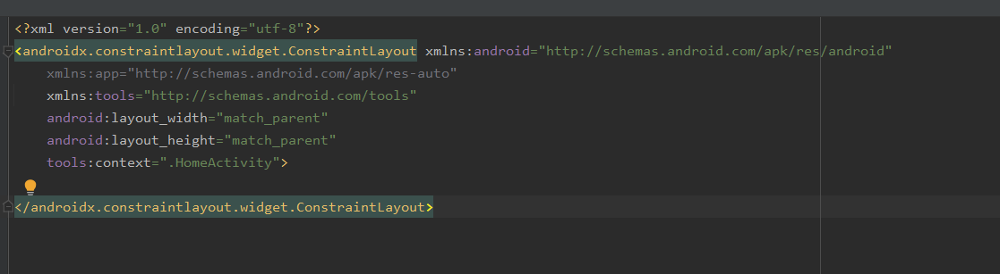 <?xml version="1.0" encoding="utf-8"?>
<androidx.constraintlayout.widget.ConstraintLayout xmlns:android="http://schemas.android.com/apk/res/android"
    xmlns:app="http://schemas.android.com/apk/res-auto"
    xmlns:tools="http://schemas.android.com/tools"
    android:layout_width="match_parent"
    android:layout_height="match_parent"
    tools:context=".HomeActivity">
</androidx.constraintlayout.widget.ConstraintLayout>